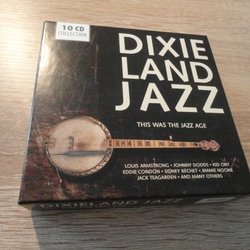 10 CD
COLLECTION
DIXIE
LAND
JAZZ
THIS WAS THE JAZZ AGE
LOUIS ARMSTRONG • JOHNNY DODDS • KID ORY
EDDIE CONDON • SIDNEY BECHET • JIMMIE NOONE
JACK TEAGARDEN • AND MANY OTHERS
DIXIELAND JAZZ